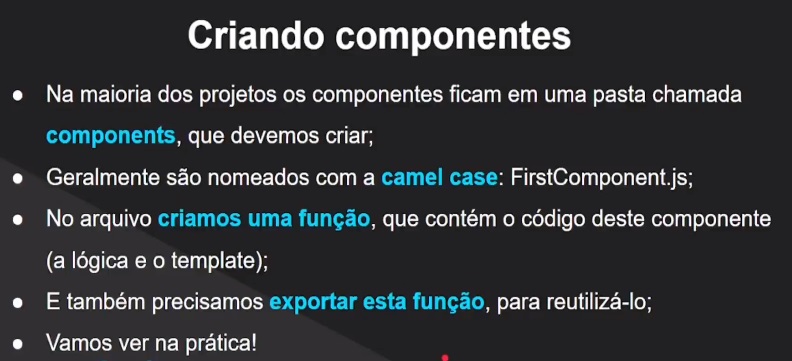 Criando componentes
● Na maioria dos projetos os componentes ficam em uma pasta chamada
components, que devemos criar;
● Geralmente são nomeados com a camel case: FirstComponent.js;
● No arquivo criamos uma função, que contém o código deste componente
(a lógica e o template);
● E também precisamos exportar esta função, para reutilizá-lo;
● Vamos ver na prática!